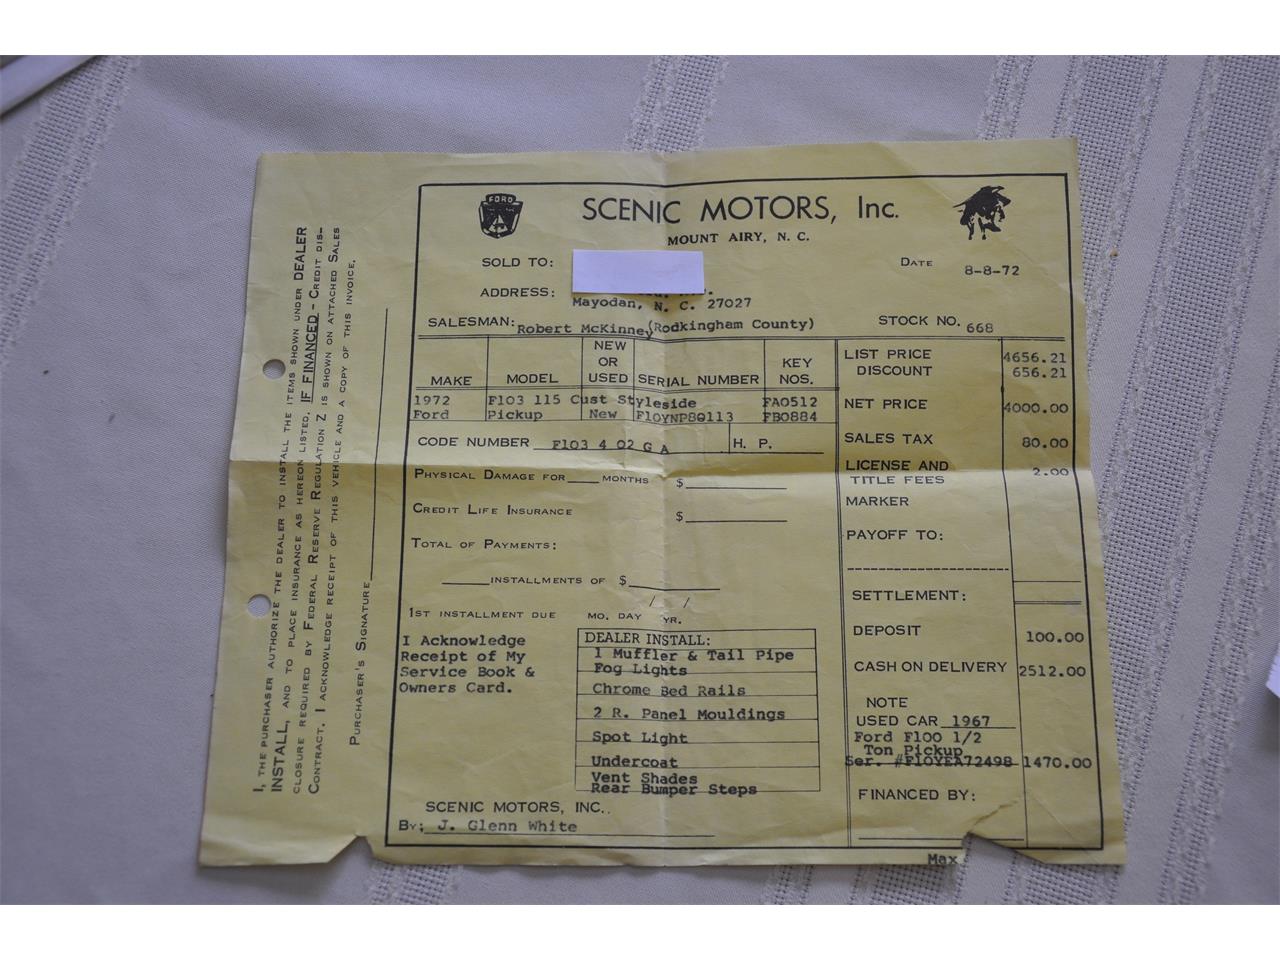 FORD
SCENIC MOTORS, Inc.
MOUNT AIRY, N. C.
SOLD TO:
DATE 8-8-72
ADDRESS:
Mayodan, N. C. 27027
SALESMAN: Robert McKinney (Rodkingham County)
STOCK NO. 668
MAKE MODEL NEW OR USED SERIAL NUMBER KEY NOS.
1972 F103 115 Cust Styleside FA0512
Ford Pickup New F10YNP80113 FB0884
CODE NUMBER F103 4 02 G A H. P.
PHYSICAL DAMAGE FOR ____ MONTHS $
CREDIT LIFE INSURANCE $
TOTAL OF PAYMENTS:
______ INSTALLMENTS OF $
1ST INSTALLMENT DUE / /
MO. DAY YR.
I Acknowledge
Receipt of My
Service Book &
Owners Card.
DEALER INSTALL:
1 Muffler & Tail Pipe
Fog Lights
Chrome Bed Rails
2 R. Panel Mouldings
Spot Light
Undercoat
Vent Shades
Rear Bumper Steps
SCENIC MOTORS, INC..
By: J. Glenn White
LIST PRICE 4656.21
DISCOUNT 656.21
NET PRICE 4000.00
SALES TAX 80.00
LICENSE AND
TITLE FEES 2.00
MARKER
PAYOFF TO:
SETTLEMENT:
DEPOSIT 100.00
CASH ON DELIVERY 2512.00
NOTE
USED CAR 1967
Ford F100 1/2
Ton Pickup
Ser. #F10YEA72498 1470.00
FINANCED BY:
Max
I, THE PURCHASER AUTHORIZE THE DEALER TO INSTALL THE ITEMS SHOWN UNDER DEALER
INSTALL, AND TO PLACE INSURANCE AS HEREON LISTED. IF FINANCED - CREDIT DIS-
CLOSURE REQUIRED BY FEDERAL RESERVE REGULATION Z IS SHOWN ON ATTACHED SALES
CONTRACT. I ACKNOWLEDGE RECEIPT OF THIS VEHICLE AND A COPY OF THIS INVOICE.
PURCHASER'S SIGNATURE